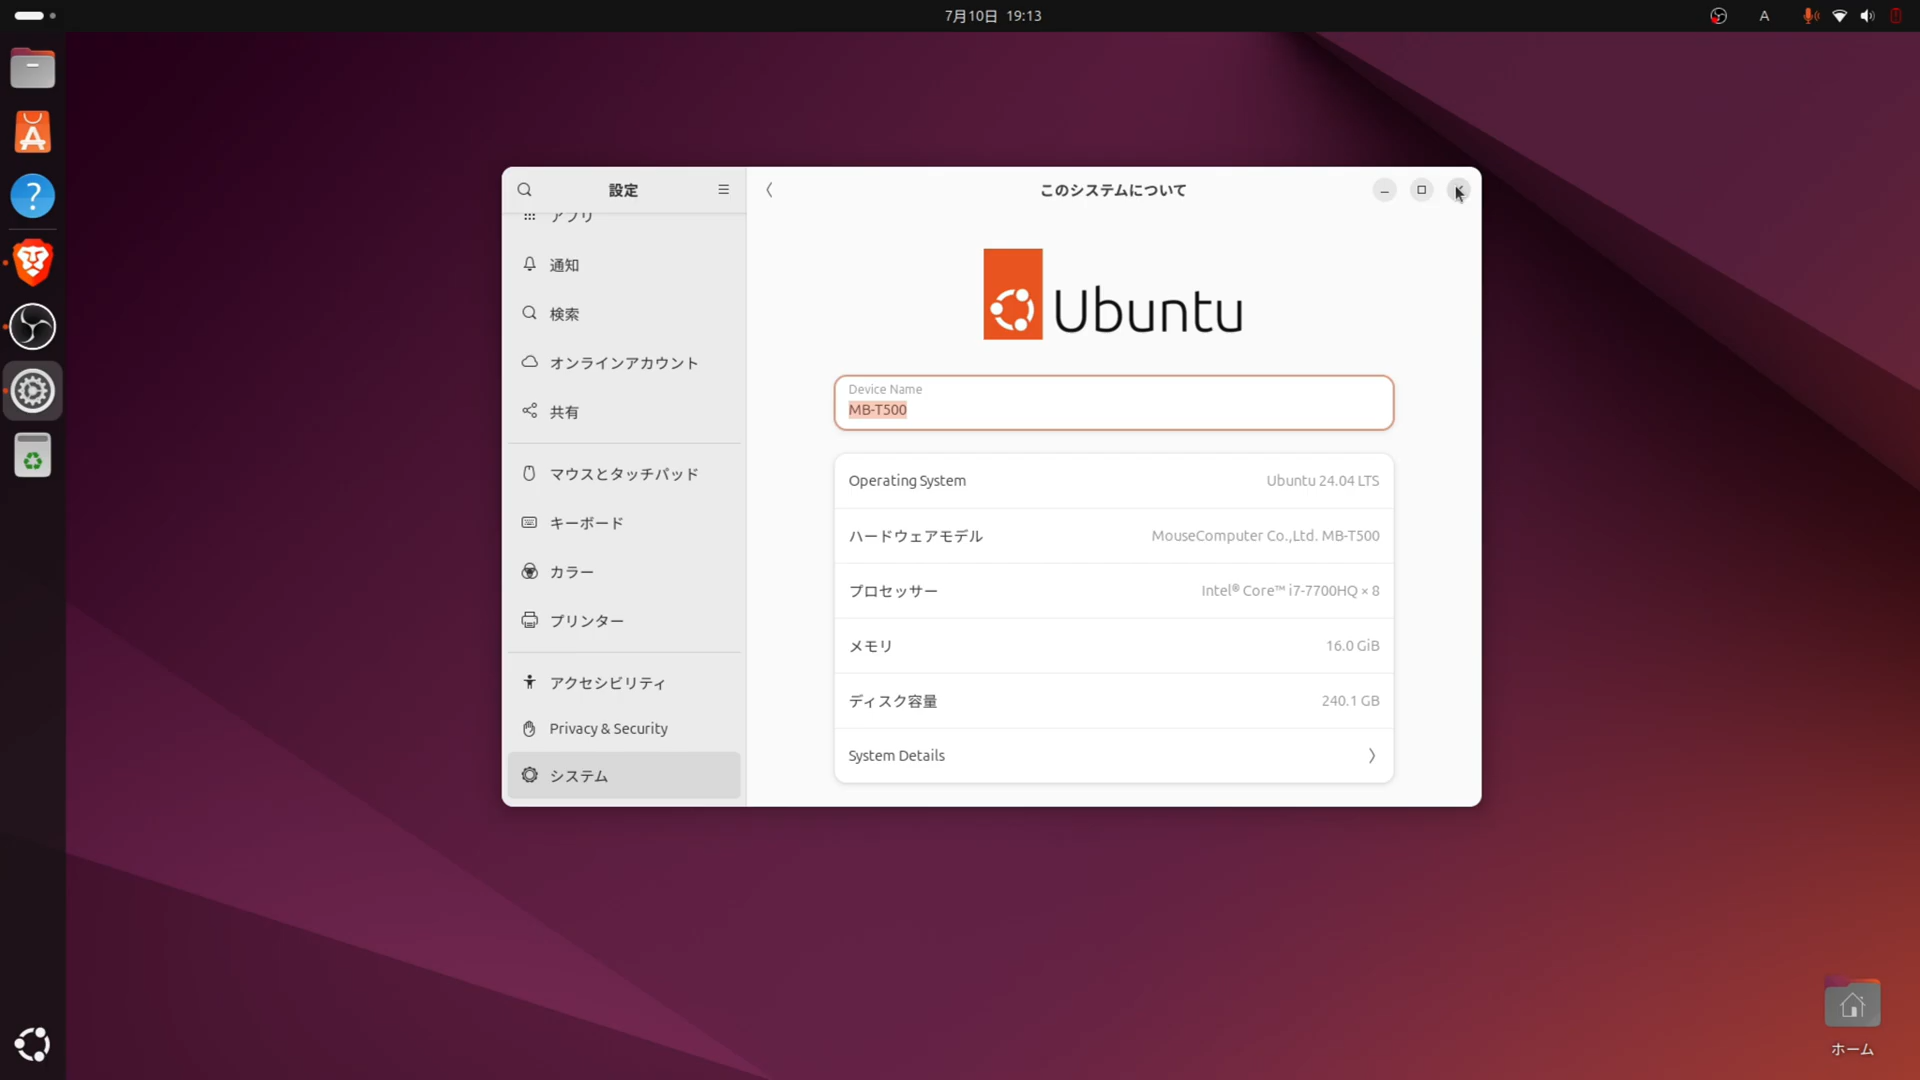 7月10日 19:13
A
設定
アプリ
通知
検索
オンラインアカウント
共有
マウスとタッチパッド
キーボード
カラー
プリンター
アクセシビリティ
Privacy & Security
システム
このシステムについて
Ubuntu
Device Name
MB-T500
Operating System Ubuntu 24.04 LTS
ハードウェアモデル MouseComputer Co.,Ltd. MB-T500
プロセッサー Intel® Core™ i7-7700HQ × 8
メモリ 16.0 GiB
ディスク容量 240.1 GB
System Details
ホーム